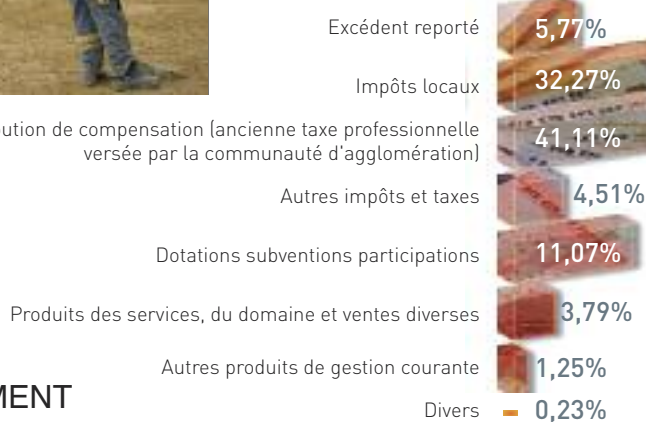 Excédent reporté 5,77%
Impôts locaux 32,27%
ution de compensation (ancienne taxe professionnelle
versée par la communauté d'agglomération) 41,11%
Autres impôts et taxes 4,51%
Dotations subventions participations 11,07%
Produits des services, du domaine et ventes diverses 3,79%
Autres produits de gestion courante 1,25%
MENT
Divers 0,23%